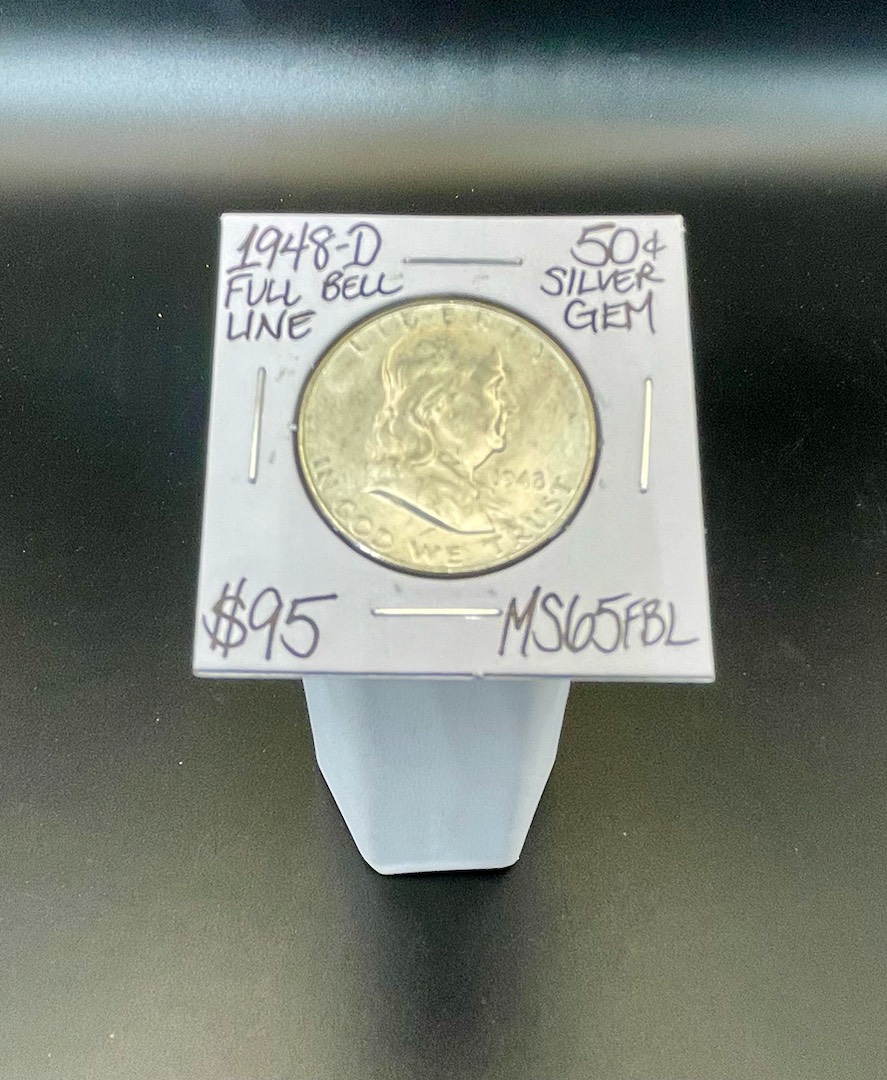 1948-D
FULL BELL
LINE
50¢
SILVER
GEM
LIBERTY
1948
IN GOD WE TRUST
$95
MS65FBL